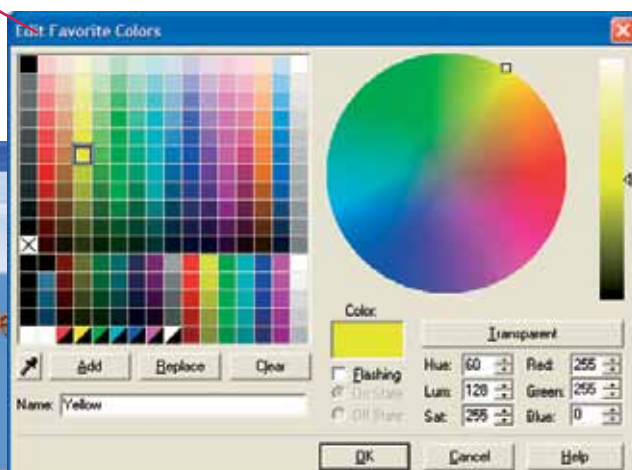 Edit Favorite Colors
Color:
Transparent
Add Replace Clear
Flashing
On State
Off State
Hue: 60 Red: 255
Lum: 128 Green: 255
Sat: 255 Blue: 0
Name: Yellow
OK Cancel Help